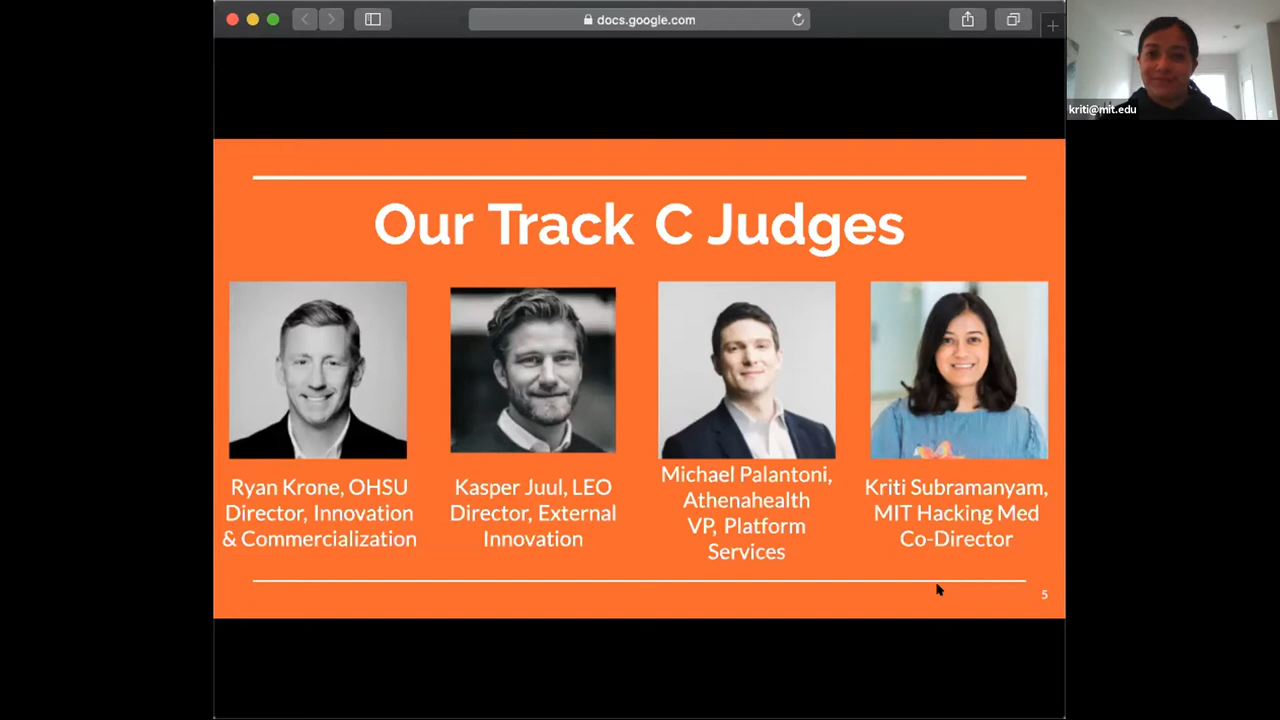 docs.google.com
kriti@mit.edu
Our Track C Judges
Ryan Krone, OHSU
Director, Innovation
& Commercialization
Kasper Juul, LEO
Director, External
Innovation
Michael Palantoni,
Athenahealth
VP, Platform
Services
Kriti Subramanyam,
MIT Hacking Med
Co-Director
5